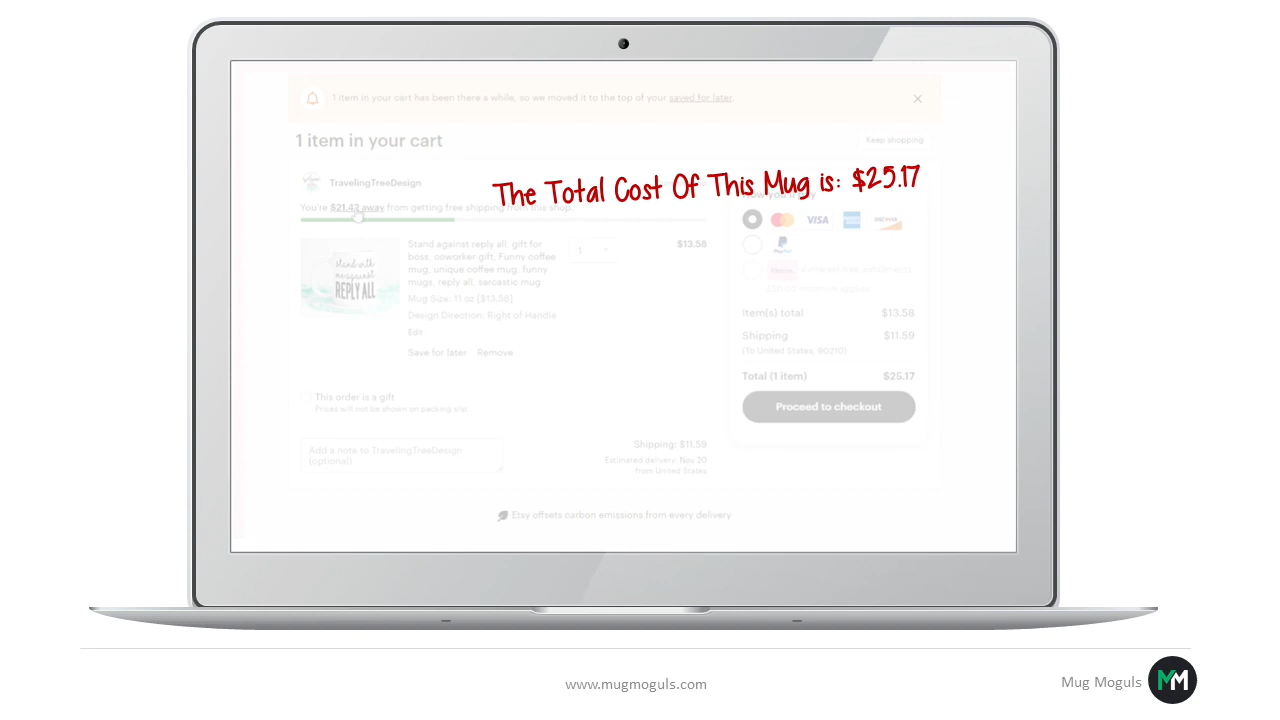 1 item in your cart has been there a while, so we moved it to the top of your saved for later.
1 item in your cart
Keep shopping
TravelingTreeDesign
The Total Cost Of This Mug is: $25.17
You're $21.42 away from getting free shipping from this shop.
VISA
Stand against reply all, gift for
boss, coworker gift, Funny coffee
mug, unique coffee mug, funny
mugs, reply all, sarcastic mug
1
$13.58
REPLY ALL
Mug Size: 11 oz [$13.58]
Design Direction: Right of Handle
Edit
Save for later Remove
Item(s) total $13.58
Shipping $11.59
(To United States, 90210)
Total (1 item) $25.17
Proceed to checkout
This order is a gift
Prices will not be shown on packing slip
Add a note to TravelingTreeDesign
(optional)
Shipping: $11.59
Estimated delivery: Nov 20
from United States
Etsy offsets carbon emissions from every delivery
www.mugmoguls.com
Mug Moguls
MM